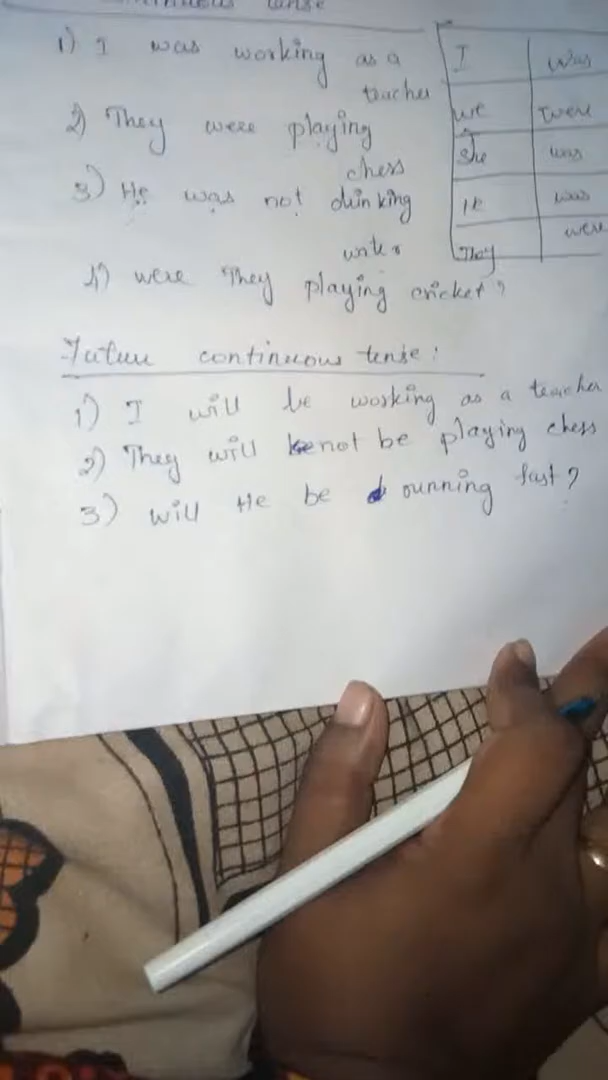 continuous tense
1) I was working as a
teacher
2) They were playing
chess
3) He was not drinking
water
4) were They playing cricket?
I was
we were
She was
It was
They were
Future continuous tense:
1) I will be working as a teacher
2) They will not be playing chess
3) will He be running fast?